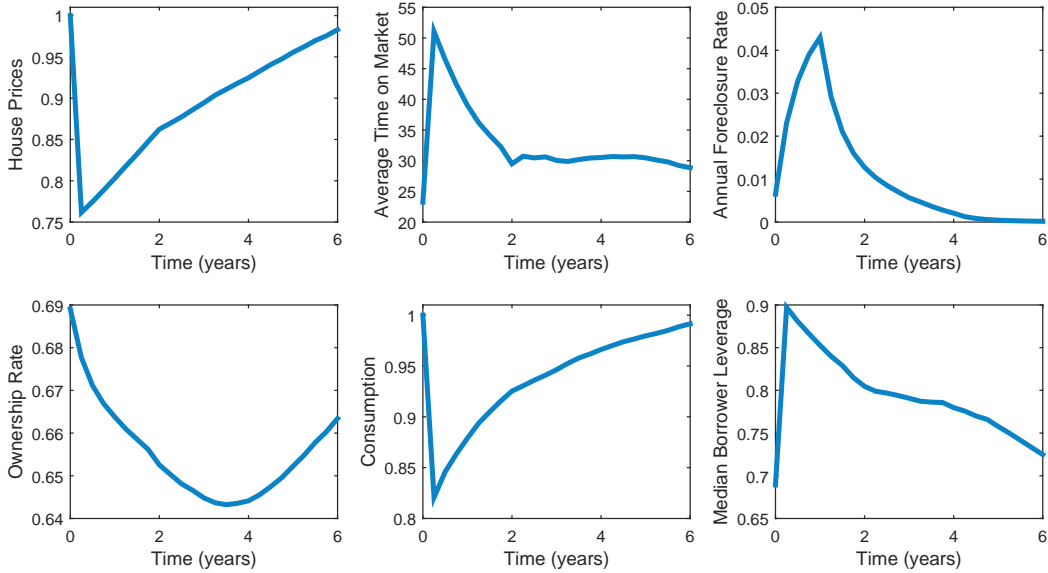 House Prices
1
0.95
0.9
0.85
0.8
0.75
0 2 4 6
Time (years)
Average Time on Market
55
50
45
40
35
30
25
20
0 2 4 6
Time (years)
Annual Foreclosure Rate
0.05
0.04
0.03
0.02
0.01
0
0 2 4 6
Time (years)
Ownership Rate
0.69
0.68
0.67
0.66
0.65
0.64
0 2 4 6
Time (years)
Consumption
1
0.95
0.9
0.85
0.8
0 2 4 6
Time (years)
Median Borrower Leverage
0.9
0.85
0.8
0.75
0.7
0.65
0 2 4 6
Time (years)